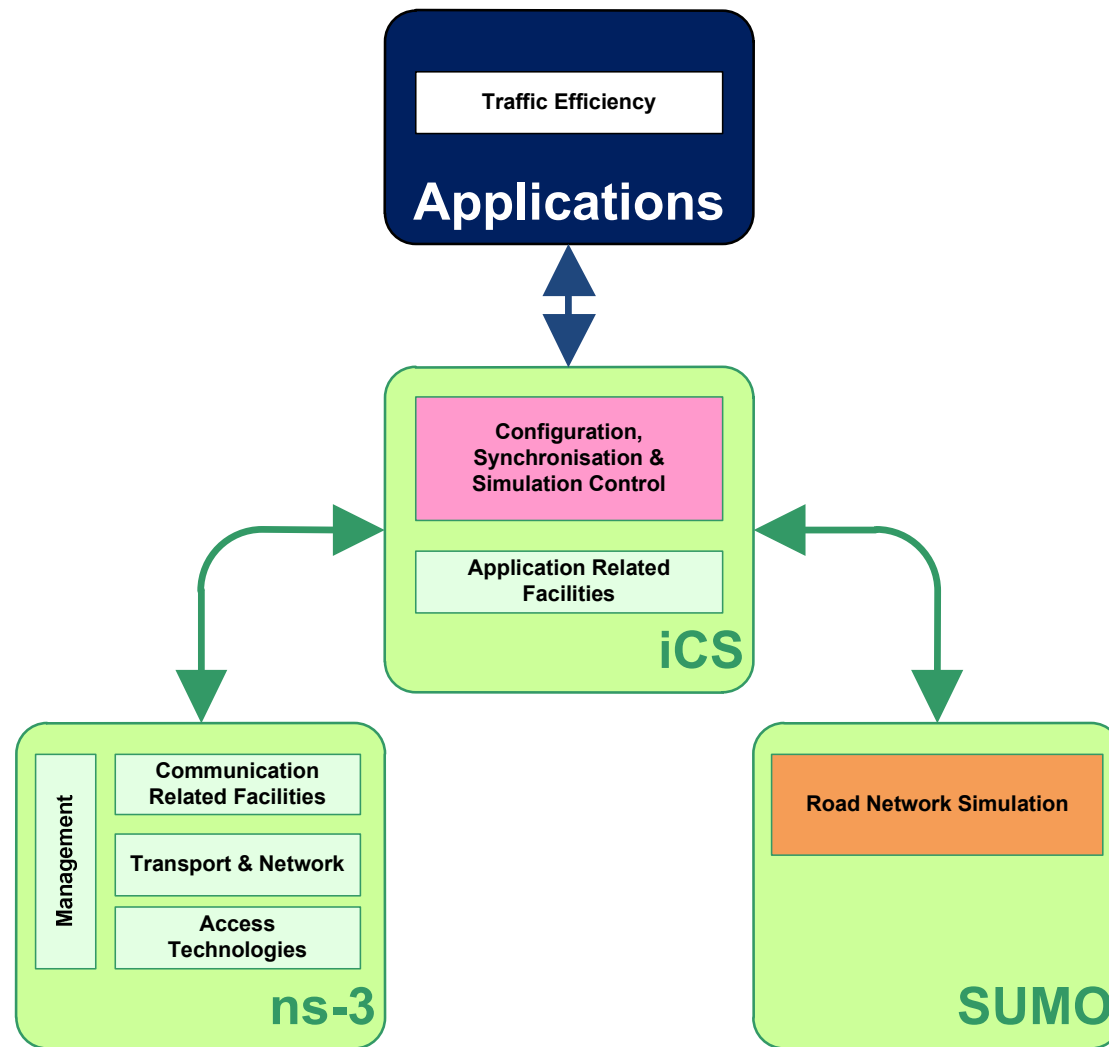 Traffic Efficiency
Applications
Configuration,
Synchronisation &
Simulation Control
Application Related
Facilities
iCS
Management
Communication
Related Facilities
Transport & Network
Access
Technologies
ns-3
Road Network Simulation
SUMO